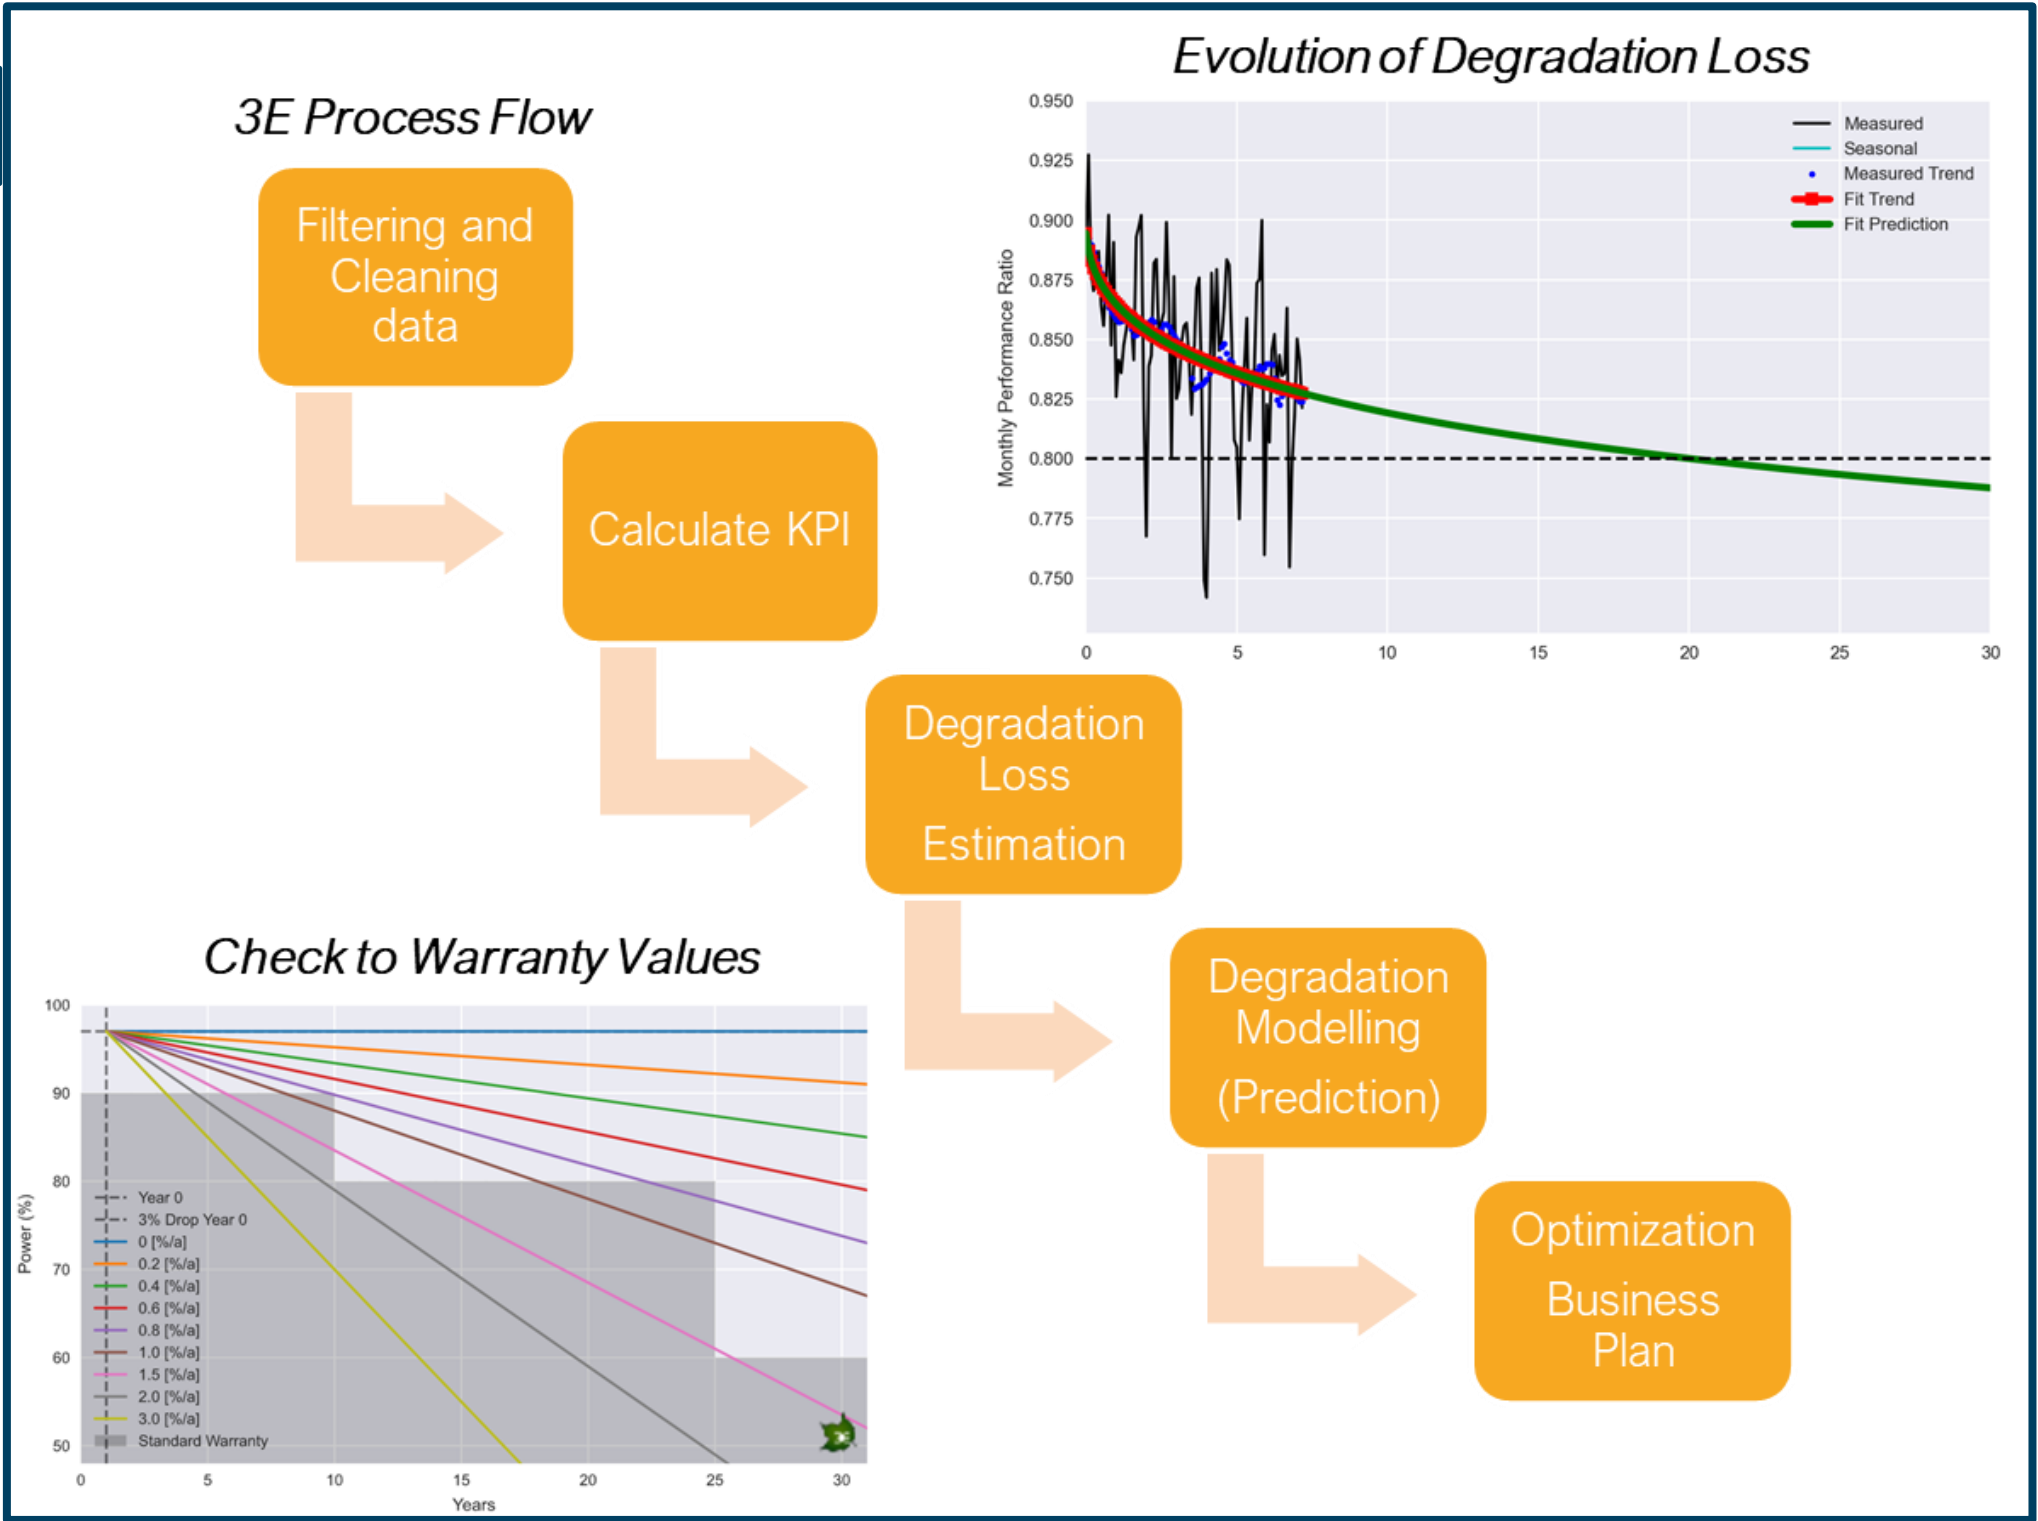 Evolution of Degradation Loss
3E Process Flow
0.950
0.925
0.900
0.875
0.850
0.825
0.800
0.775
0.750
Monthly Performance Ratio
Measured
Seasonal
Measured Trend
Fit Trend
Fit Prediction
0 5 10 15 20 25 30
Filtering and
Cleaning
data
Calculate KPI
Degradation
Loss
Estimation
Degradation
Modelling
(Prediction)
Optimization
Business
Plan
Check to Warranty Values
100
90
80
70
60
50
Power (%)
Year 0
3% Drop Year 0
0 [%/a]
0.2 [%/a]
0.4 [%/a]
0.6 [%/a]
0.8 [%/a]
1.0 [%/a]
1.5 [%/a]
2.0 [%/a]
3.0 [%/a]
Standard Warranty
0 5 10 15 20 25 30
Years